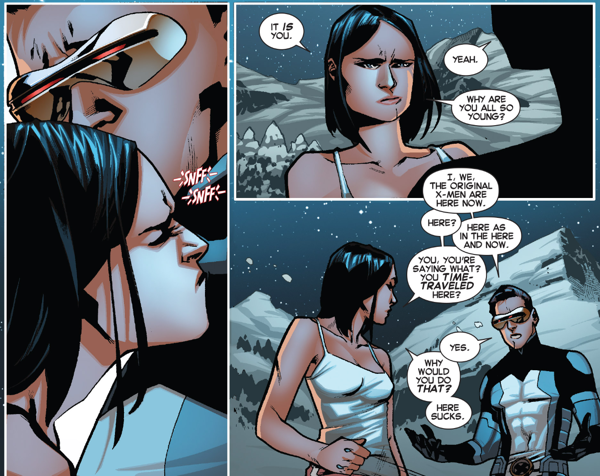 SNFF
SNFF
IT IS
YOU.
YEAH.
WHY ARE
YOU ALL SO
YOUNG?
I, WE,
THE ORIGINAL
X-MEN ARE
HERE NOW.
HERE?
HERE AS
IN THE HERE
AND NOW.
YOU, YOU'RE
SAYING WHAT?
YOU TIME-
TRAVELED
HERE?
YES.
WHY
WOULD
YOU DO
THAT?
HERE
SUCKS.